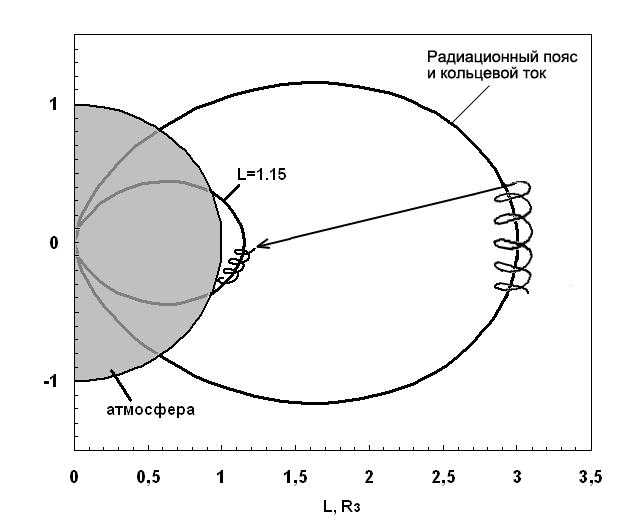 Радиационный пояс
и кольцевой ток
1
L=1.15
0
-1
атмосфера
0
0,5
1
1,5
2
2,5
3
3,5
L, Rз